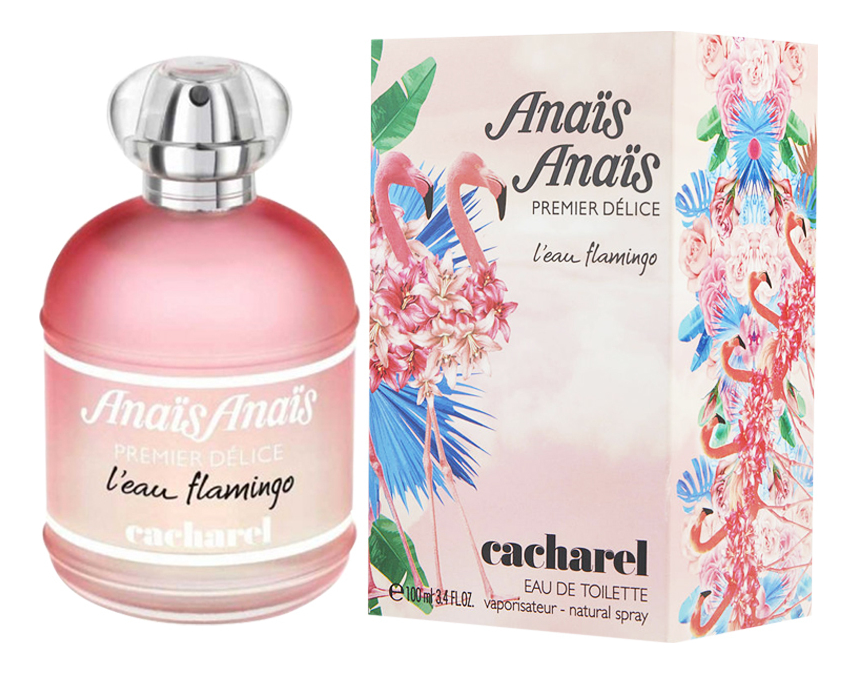 Anaïs Anaïs
PREMIER DÉLICE
l'eau flamingo
cacharel
Anaïs
Anaïs
PREMIER DÉLICE
l'eau flamingo
cacharel
EAU DE TOILETTE
e 100 ml 3.4 FL.OZ. vaporisateur - natural spray